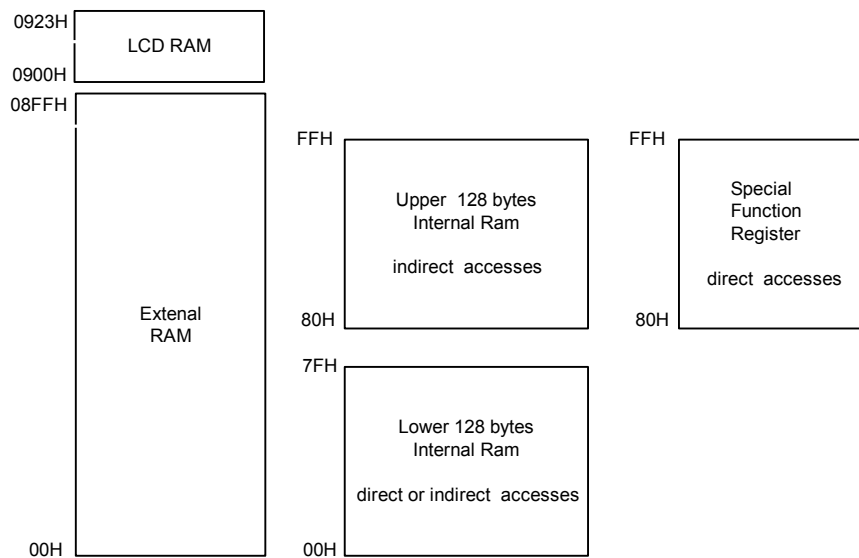 0923H
LCD RAM
0900H
08FFH
Extenal
RAM
00H
FFH
Upper 128 bytes
Internal Ram
indirect accesses
80H
7FH
Lower 128 bytes
Internal Ram
direct or indirect accesses
00H
FFH
Special
Function
Register
direct accesses
80H